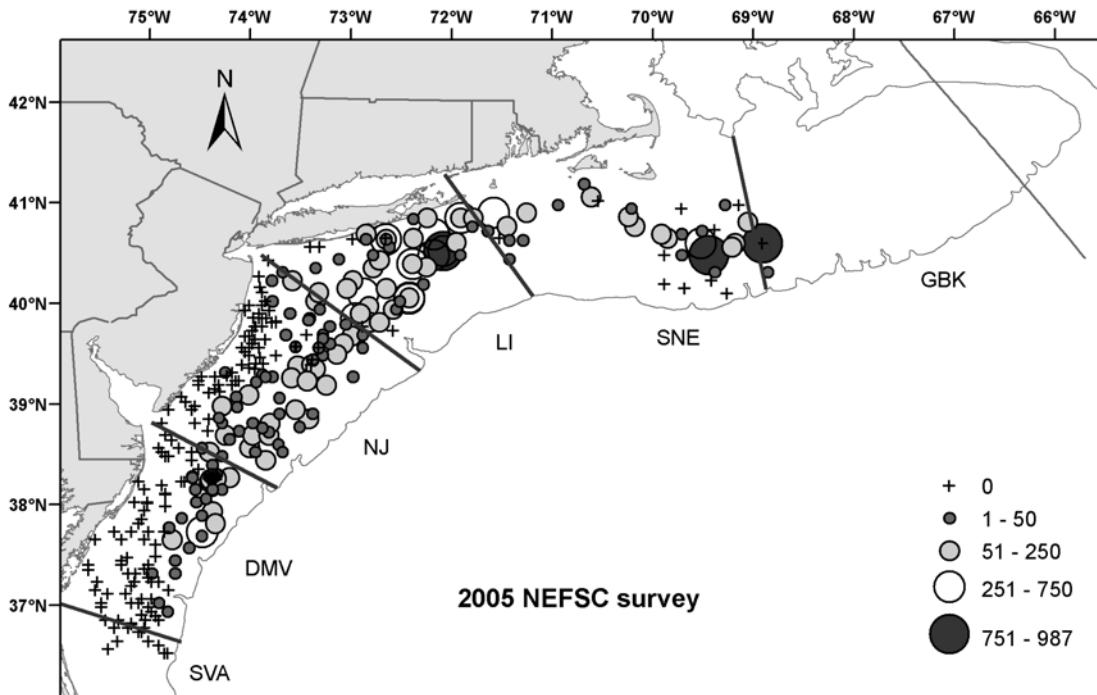 75°W 74°W 73°W 72°W 71°W 70°W 69°W 68°W 67°W 66°W
N
42°N
41°N
40°N
39°N
38°N
37°N
GBK
SNE
LI
NJ
DMV
SVA
2005 NEFSC survey
0
1 - 50
51 - 250
251 - 750
751 - 987